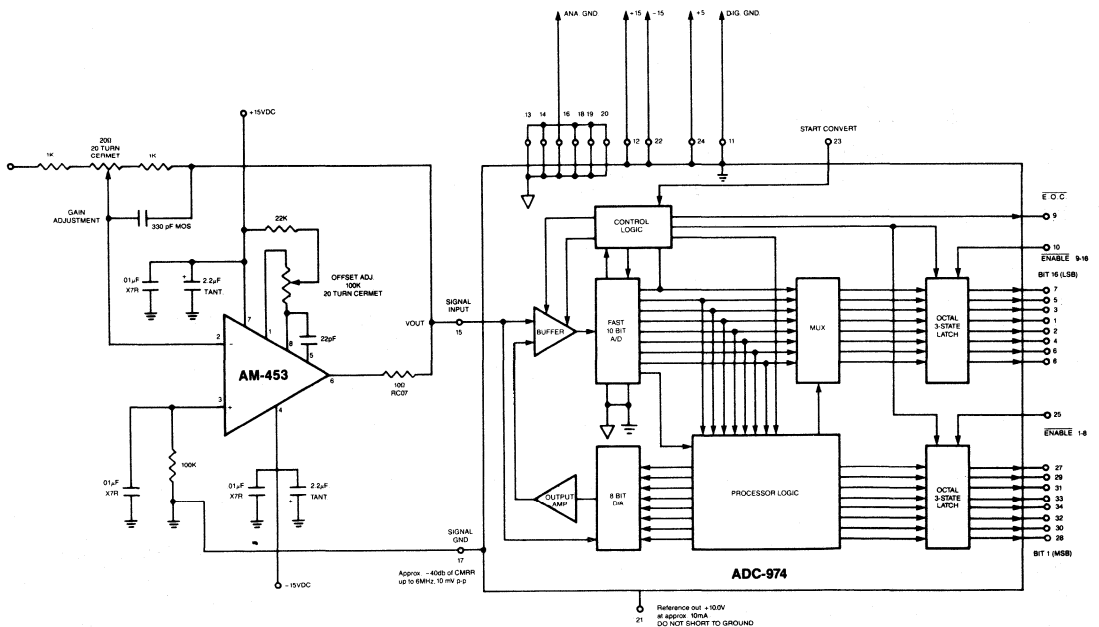 ANA GND.
+15
-15
+5
DIG. GND.
+15VDC
20Ω
20 TURN
CERMET
1K
1K
GAIN
ADJUSTMENT
330 pF MOS
13
14
16
18
19
20
12
22
24
11
START CONVERT
23
22K
OFFSET ADJ.
100K
20 TURN CERMET
01µF
X7R
+
2.2µF
TANT.
7
1
8
5
22pF
2
-
AM-453
6
3
+
4
10Ω
RC07
VOUT
SIGNAL
INPUT
15
CONTROL
LOGIC
BUFFER
FAST
10 BIT
A/D
MUX
OCTAL
3-STATE
LATCH
E.O.C.
9
10
ENABLE 9-16
BIT 16 (LSB)
7
5
3
1
2
4
6
8
25
ENABLE 1-8
100K
01µF
X7R
01µF
X7R
2.2µF
TANT
-
-15VDC
SIGNAL
GND
17
Approx. -40db of CMRR
up to 6MHz, 10 mV p-p
OUTPUT
AMP
8 BIT
D/A
PROCESSOR LOGIC
OCTAL
3-STATE
LATCH
27
29
31
33
34
32
30
28
BIT 1 (MSB)
ADC-974
21
Reference out +10.0V
at approx 10mA
DO NOT SHORT TO GROUND